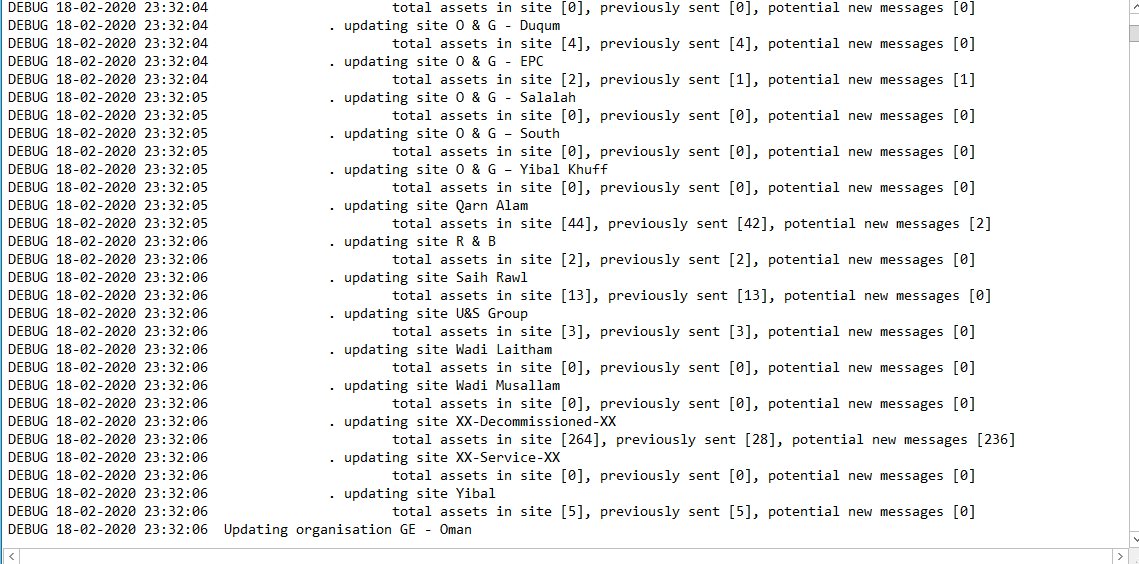 DEBUG 18-02-2020 23:32:04 total assets in site [0], previously sent [0], potential new messages [0]
DEBUG 18-02-2020 23:32:04 . updating site O & G - Duqum
DEBUG 18-02-2020 23:32:04 total assets in site [4], previously sent [4], potential new messages [0]
DEBUG 18-02-2020 23:32:04 . updating site O & G - EPC
DEBUG 18-02-2020 23:32:04 total assets in site [2], previously sent [1], potential new messages [1]
DEBUG 18-02-2020 23:32:05 . updating site O & G - Salalah
DEBUG 18-02-2020 23:32:05 total assets in site [0], previously sent [0], potential new messages [0]
DEBUG 18-02-2020 23:32:05 . updating site O & G – South
DEBUG 18-02-2020 23:32:05 total assets in site [0], previously sent [0], potential new messages [0]
DEBUG 18-02-2020 23:32:05 . updating site O & G – Yibal Khuff
DEBUG 18-02-2020 23:32:05 total assets in site [0], previously sent [0], potential new messages [0]
DEBUG 18-02-2020 23:32:05 . updating site Qarn Alam
DEBUG 18-02-2020 23:32:05 total assets in site [44], previously sent [42], potential new messages [2]
DEBUG 18-02-2020 23:32:06 . updating site R & B
DEBUG 18-02-2020 23:32:06 total assets in site [2], previously sent [2], potential new messages [0]
DEBUG 18-02-2020 23:32:06 . updating site Saih Rawl
DEBUG 18-02-2020 23:32:06 total assets in site [13], previously sent [13], potential new messages [0]
DEBUG 18-02-2020 23:32:06 . updating site U&S Group
DEBUG 18-02-2020 23:32:06 total assets in site [3], previously sent [3], potential new messages [0]
DEBUG 18-02-2020 23:32:06 . updating site Wadi Laitham
DEBUG 18-02-2020 23:32:06 total assets in site [0], previously sent [0], potential new messages [0]
DEBUG 18-02-2020 23:32:06 . updating site Wadi Musallam
DEBUG 18-02-2020 23:32:06 total assets in site [0], previously sent [0], potential new messages [0]
DEBUG 18-02-2020 23:32:06 . updating site XX-Decommissioned-XX
DEBUG 18-02-2020 23:32:06 total assets in site [264], previously sent [28], potential new messages [236]
DEBUG 18-02-2020 23:32:06 . updating site XX-Service-XX
DEBUG 18-02-2020 23:32:06 total assets in site [0], previously sent [0], potential new messages [0]
DEBUG 18-02-2020 23:32:06 . updating site Yibal
DEBUG 18-02-2020 23:32:06 total assets in site [5], previously sent [5], potential new messages [0]
DEBUG 18-02-2020 23:32:06 Updating organisation GE - Oman